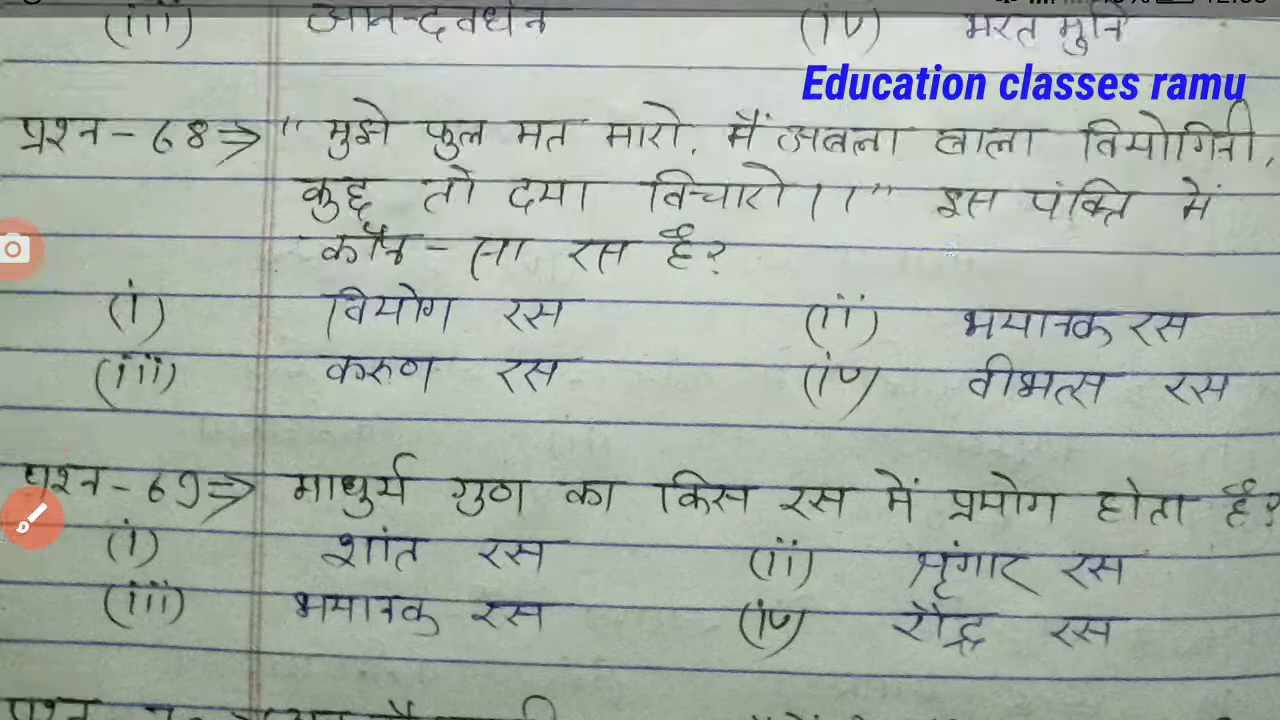 (iii) आनन्दवर्धन (iv) भरत मुनि
Education classes ramu
प्रश्न - 68 ⇒ " मुझे फुल मत मारो, मैं अबला बाला वियोगिनी,
कुछ तो दया विचारो।।" इस पंक्ति में
कौन - सा रस है?
(i) वियोग रस (ii) भयानक रस
(iii) करुण रस (iv) वीभत्स रस
प्रश्न - 69 ⇒ माधुर्य गुण का किस रस में प्रयोग होता है?
(i) शांत रस (ii) श्रृंगार रस
(iii) भयानक रस (iv) रौद्र रस
प्रश्न